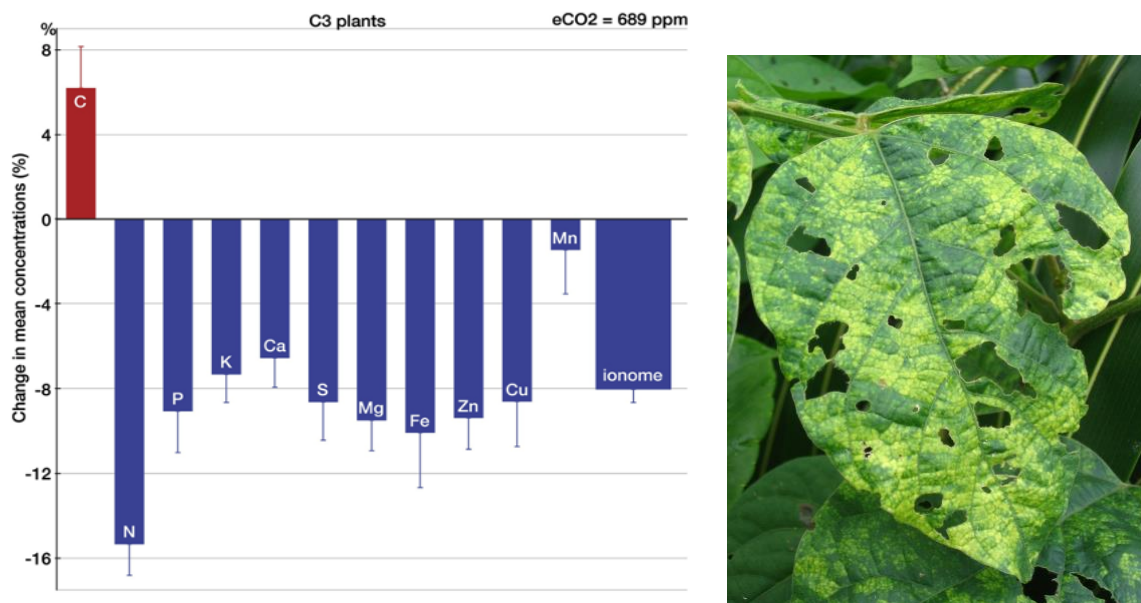 C3 plants
eCO2 = 689 ppm
%
8
4
0
-4
-8
-12
-16
Change in mean concentrations (%)
C
N
P
K
Ca
S
Mg
Fe
Zn
Cu
Mn
ionome